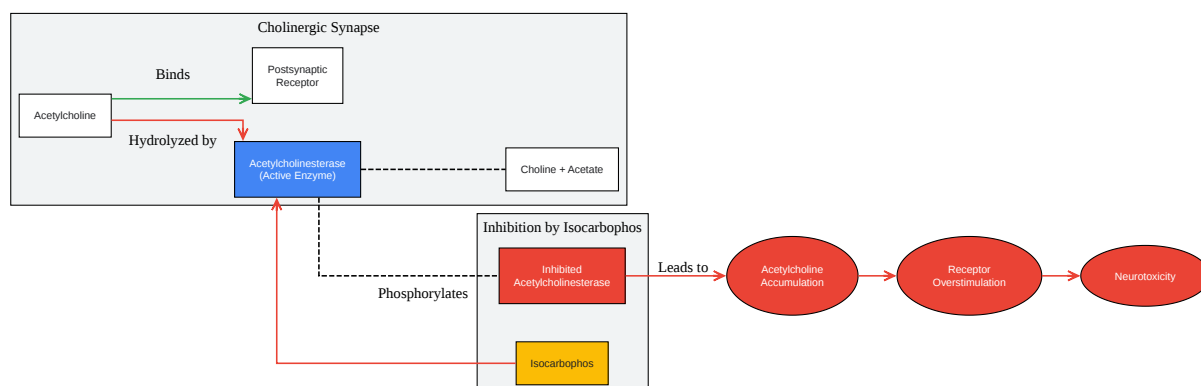 Cholinergic Synapse
Postsynaptic
Receptor
Binds
Acetylcholine
Hydrolyzed by
Acetylcholinesterase
(Active Enzyme)
Choline + Acetate
Inhibition by Isocarbophos
Inhibited
Acetylcholinesterase
Phosphorylates
Leads to
Acetylcholine
Accumulation
Receptor
Overstimulation
Neurotoxicity
Isocarbophos